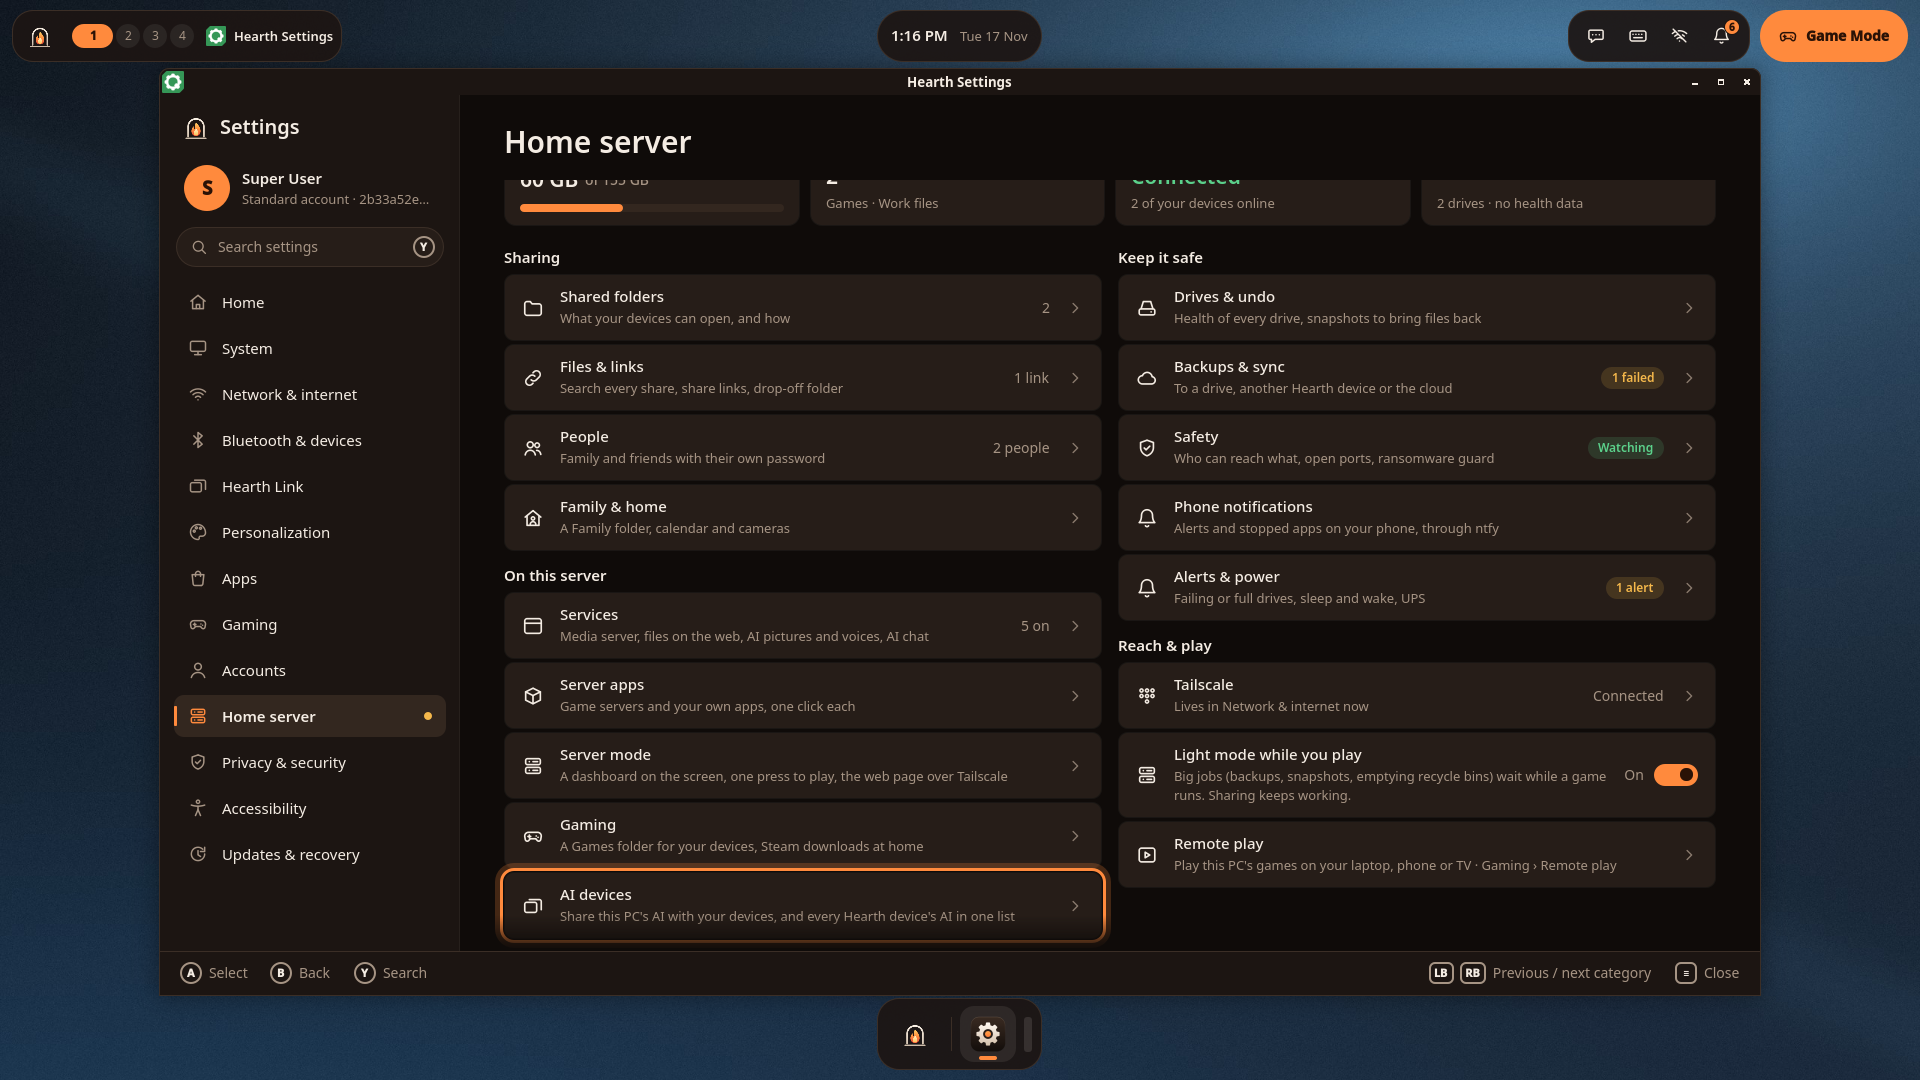 1
2
3
4
Hearth Settings
1:16 PM Tue 17 Nov
6
Game Mode
Hearth Settings
Settings
S
Super User
Standard account · 2b33a52e...
Search settings
Y
Home
System
Network & internet
Bluetooth & devices
Hearth Link
Personalization
Apps
Gaming
Accounts
Home server
Privacy & security
Accessibility
Updates & recovery
Home server
Games · Work files
Connected
2 of your devices online
2 drives · no health data
Sharing
Shared folders
What your devices can open, and how
2
Files & links
Search every share, share links, drop-off folder
1 link
People
Family and friends with their own password
2 people
Family & home
A Family folder, calendar and cameras
On this server
Services
Media server, files on the web, AI pictures and voices, AI chat
5 on
Server apps
Game servers and your own apps, one click each
Server mode
A dashboard on the screen, one press to play, the web page over Tailscale
Gaming
A Games folder for your devices, Steam downloads at home
AI devices
Share this PC's AI with your devices, and every Hearth device's AI in one list
Keep it safe
Drives & undo
Health of every drive, snapshots to bring files back
Backups & sync
To a drive, another Hearth device or the cloud
1 failed
Safety
Who can reach what, open ports, ransomware guard
Watching
Phone notifications
Alerts and stopped apps on your phone, through ntfy
Alerts & power
Failing or full drives, sleep and wake, UPS
1 alert
Reach & play
Tailscale
Lives in Network & internet now
Connected
Light mode while you play
Big jobs (backups, snapshots, emptying recycle bins) wait while a game
runs. Sharing keeps working.
On
Remote play
Play this PC's games on your laptop, phone or TV · Gaming › Remote play
A Select
B Back
Y Search
LB RB Previous / next category
Close